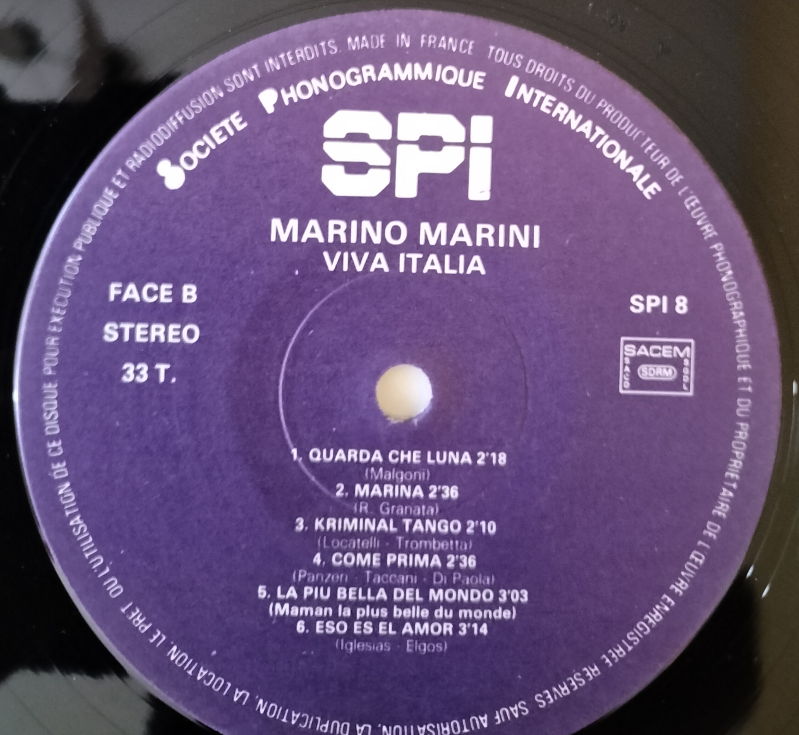 TOUS DROITS DU PRODUCTEUR DE L'ŒUVRE PHONOGRAPHIQUE ET DU PROPRIETAIRE DE L'ŒUVRE ENREGISTREE RESERVES. SAUF AUTORISATION, LA DUPLICATION, LA LOCATION, LE PRET OU L'UTILISATION DE CE DISQUE POUR EXECUTION PUBLIQUE ET RADIODIFFUSION SONT INTERDITS. MADE IN FRANCE
SOCIETE PHONOGRAMMIQUE INTERNATIONALE
SPI
MARINO MARINI
VIVA ITALIA
FACE B
STEREO
33 T.
SPI 8
SACEM
SACD
SDRM
SGDL
1. QUARDA CHE LUNA 2'18
(Malgoni)
2. MARINA 2'36
(R. Granata)
3. KRIMINAL TANGO 2'10
(Locatelli - Trombetta)
4. COME PRIMA 2'36
(Panzeri - Taccani - Di Paola)
5. LA PIU BELLA DEL MONDO 3'03
(Maman la plus belle du monde)
6. ESO ES EL AMOR 3'14
(Iglesias - Elgos)